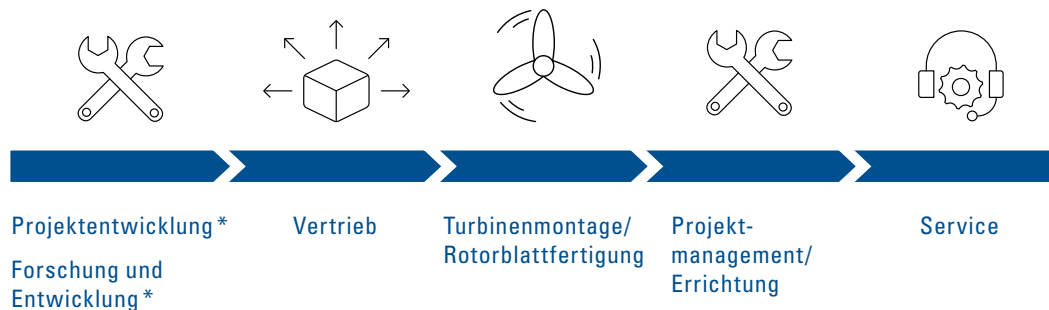 Projektentwicklung*
Forschung und
Entwicklung*
Vertrieb
Turbinenmontage/
Rotorblattfertigung
Projekt-
management/
Errichtung
Service